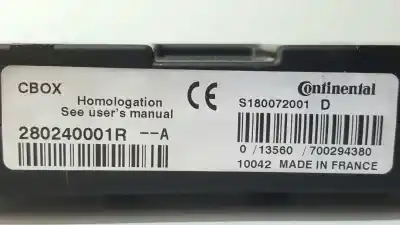 CBOX
Homologation
See user's manual
280240001R --A
CE
Continental
S180072001 D
0 /13560 /700294380
10042 MADE IN FRANCE